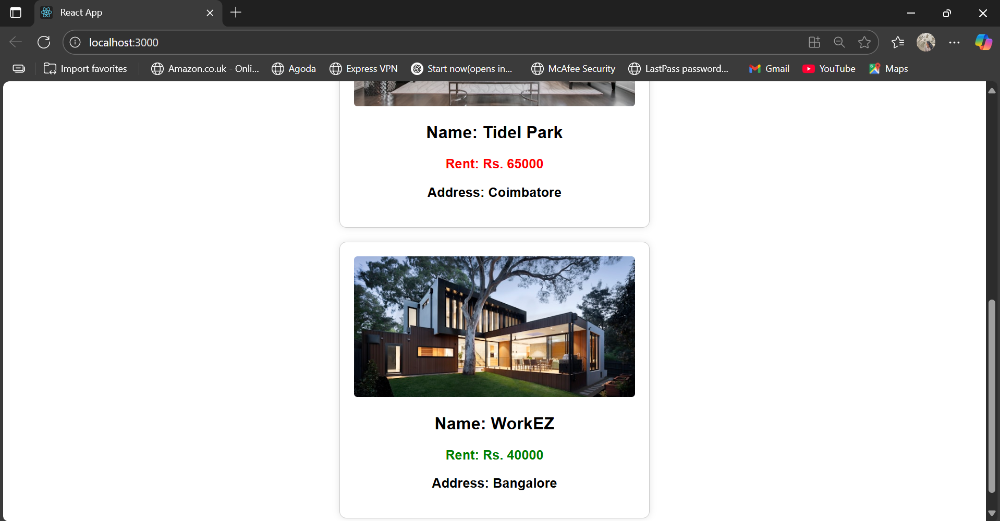 React App
localhost:3000
Import favorites
Amazon.co.uk - Onli...
Agoda
Express VPN
Start now(opens in...
McAfee Security
LastPass password...
Gmail
YouTube
Maps
Name: Tidel Park
Rent: Rs. 65000
Address: Coimbatore
Name: WorkEZ
Rent: Rs. 40000
Address: Bangalore